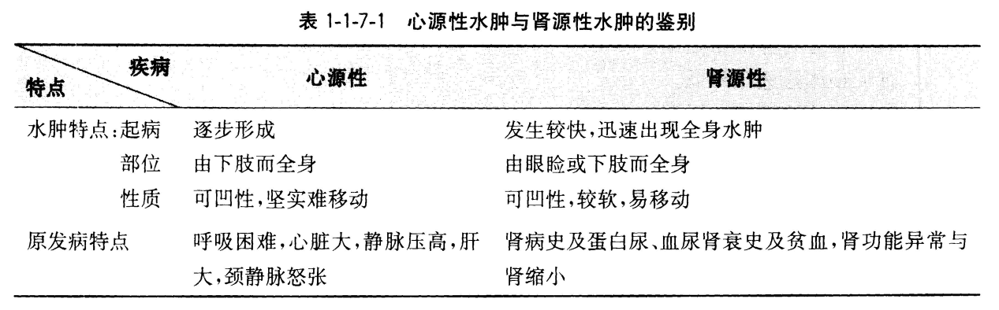 表 1-1-7-1 心源性水肿与肾源性水肿的鉴别
疾病
特点
心源性
肾源性
水肿特点:起病 逐步形成 发生较快,迅速出现全身水肿
部位 由下肢而全身 由眼睑或下肢而全身
性质 可凹性,坚实难移动 可凹性,较软,易移动
原发病特点 呼吸困难,心脏大,静脉压高,肝 肾病史及蛋白尿、血尿肾衰史及贫血,肾功能异常与
大,颈静脉怒张 肾缩小